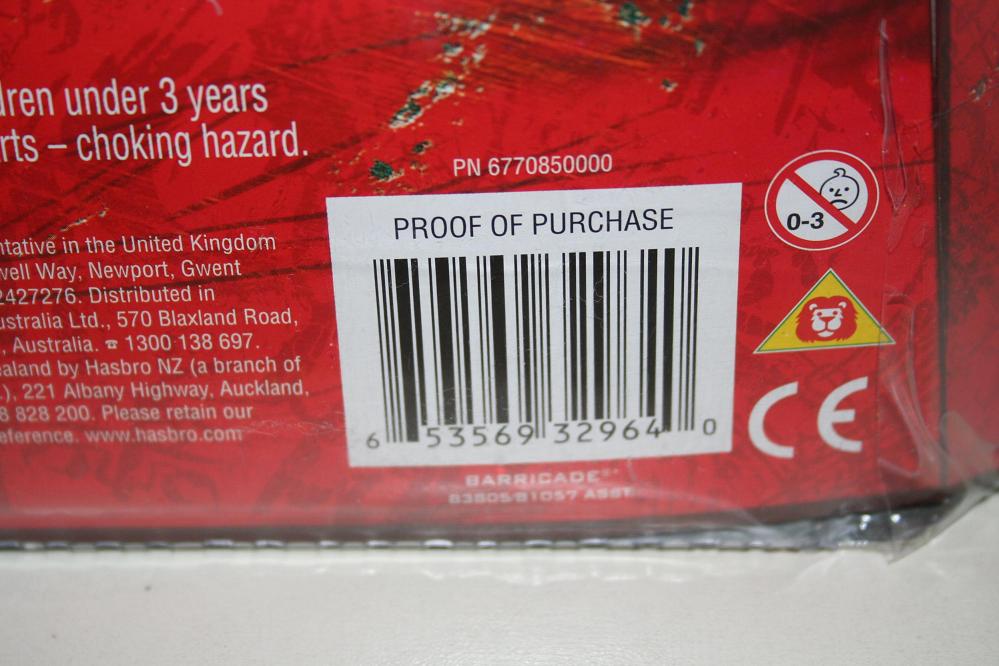 dren under 3 years
rts – choking hazard.
PN 6770850000
PROOF OF PURCHASE
0-3
ntative in the United Kingdom
well Way, Newport, Gwent
2427276. Distributed in
ustralia Ltd., 570 Blaxland Road,
, Australia. ☎ 1300 138 697.
ealand by Hasbro NZ (a branch of
.), 221 Albany Highway, Auckland,
8 828 200. Please retain our
eference. www.hasbro.com
6 53569 32964 0
CE
BARRICADE™*
83805/81057 ASST.